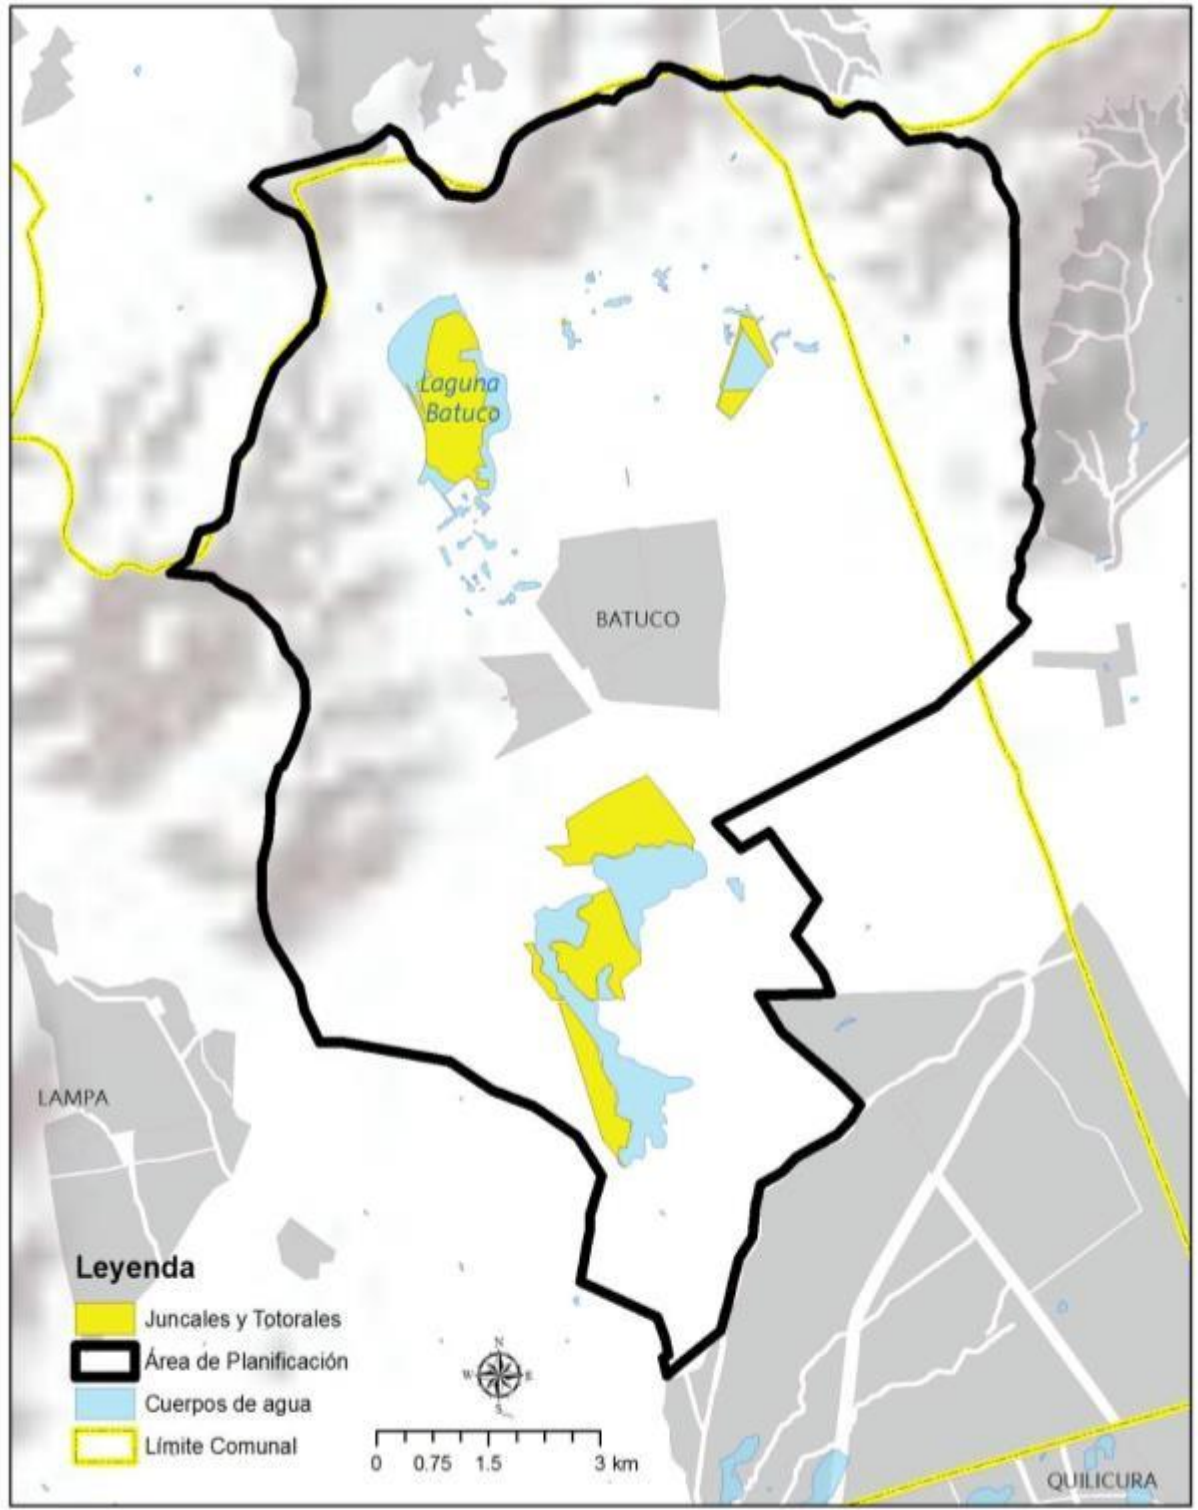 Laguna
Batuco
BATUCO
LAMPA
Leyenda
Juncales y Totorales
Área de Planificación
Cuerpos de agua
Límite Comunal
N
W E
S
0 0.75 1.5 3 km
QUILICURA